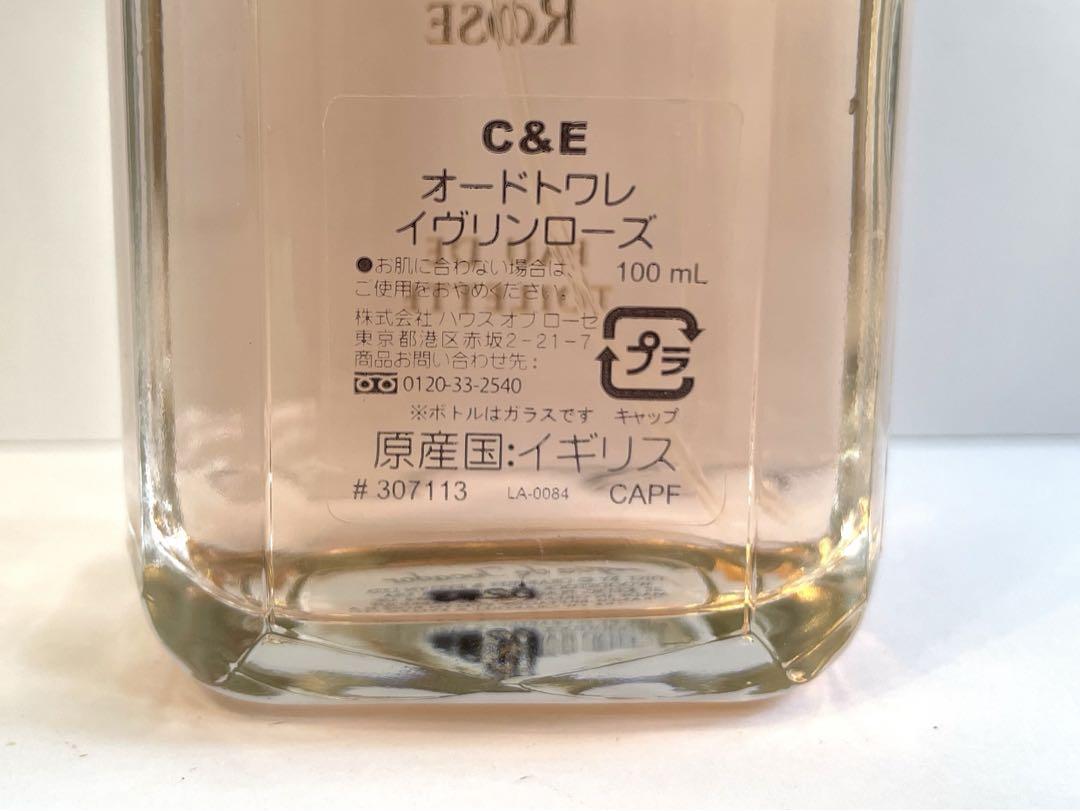 ROSE
C&E
オードトワレ
イヴリンローズ
●お肌に合わない場合は、
ご使用をおやめください。
100 mL
株式会社 ハウス オブ ローゼ
東京都港区赤坂2-21-7
商品お問い合わせ先:
0120-33-2540
プラ
※ボトルはガラスです キャップ
原産国:イギリス
# 307113 LA-0084 CAPF